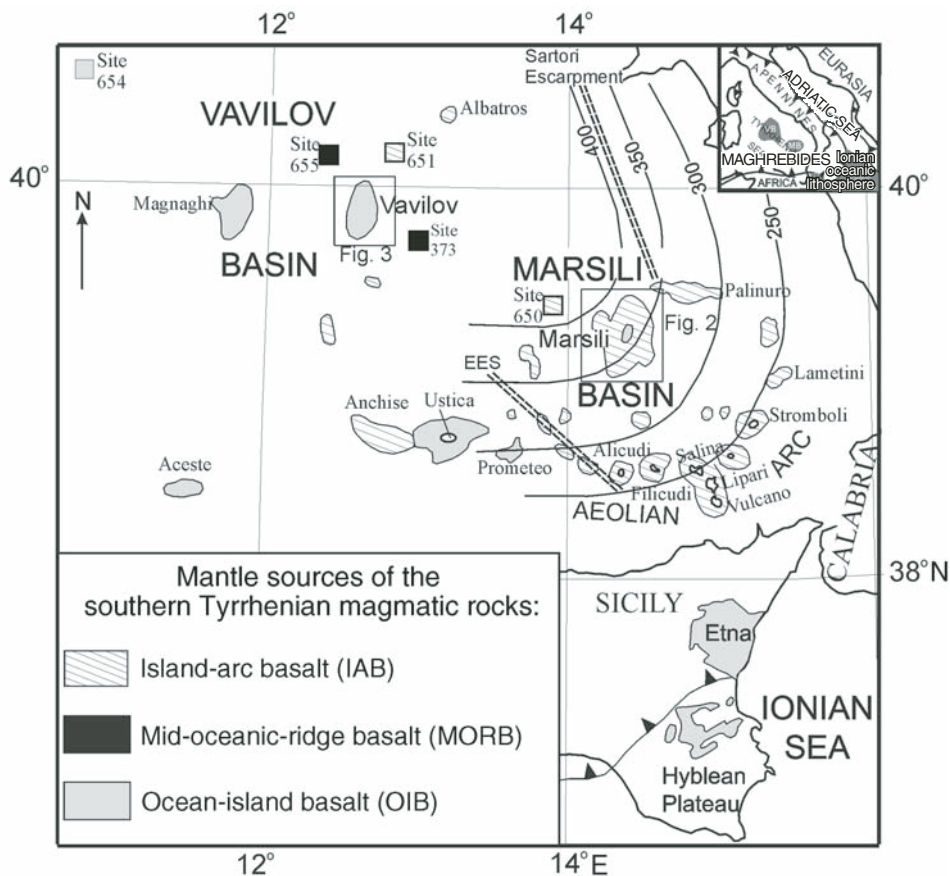 12°
14°
Site
654
Sartori
Escarpment
EURASIA
APENNINES
ADRIATIC-SEA
MAGHREBIDES
Ionian
oceanic
lithosphere
AFRICA
VAVILOV
Albatros
Site
655
Site
651
400
350
300
250
40°
40°
N
Magnaghi
Vavilov
Site
373
Fig. 3
BASIN
MARSILI
Site
650
Palinuro
Fig. 2
Marsili
EES
BASIN
Lametini
Anchise
Ustica
Stromboli
Aceste
Prometeo
Alicudi
Salina
ARC
Lipari
Filicudi
Vulcano
AEOLIAN
CALABRIA
38°N
Mantle sources of the
southern Tyrrhenian magmatic rocks:
Island-arc basalt (IAB)
Mid-oceanic-ridge basalt (MORB)
Ocean-island basalt (OIB)
SICILY
Etna
IONIAN
SEA
Hyblean
Plateau
12°
14°E